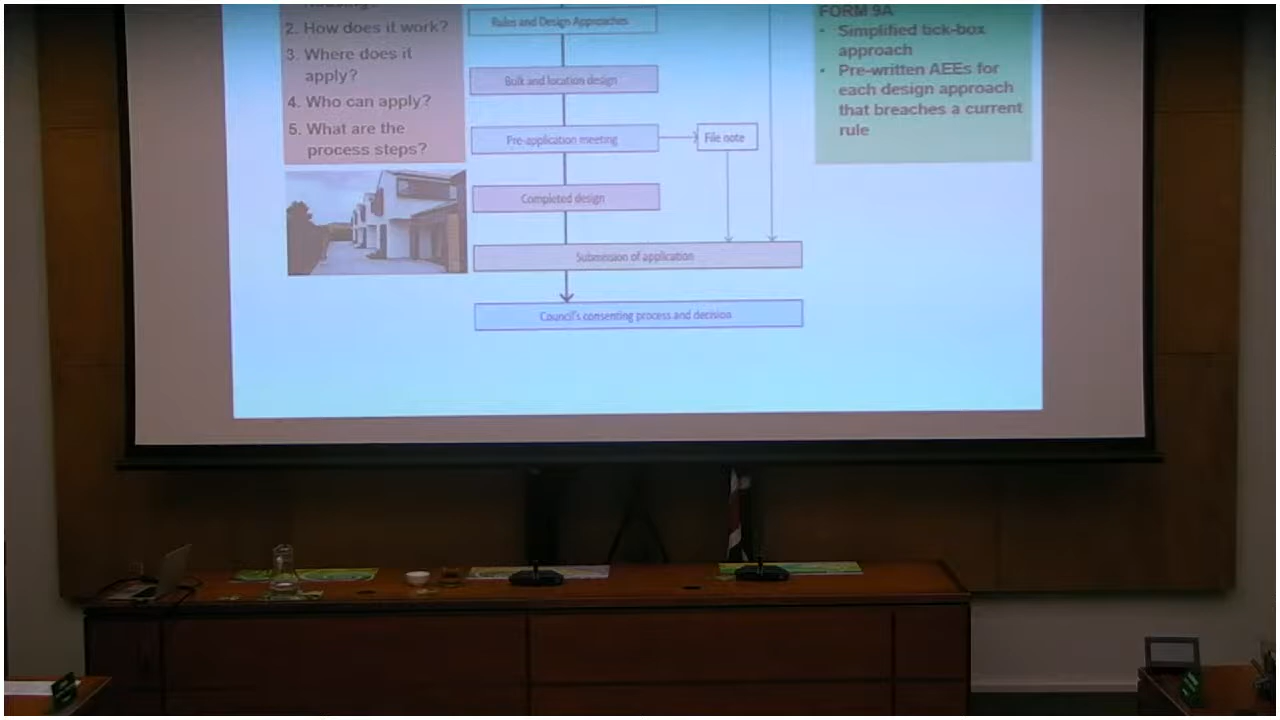 2. How does it work?
3. Where does it
apply?
4. Who can apply?
5. What are the
process steps?
Rules and Design Approaches
Bulk and location design
Pre-application meeting
File note
Completed design
Submission of application
Council's consenting process and decision
FORM 9A
• Simplified tick-box
approach
• Pre-written AEEs for
each design approach
that breaches a current
rule